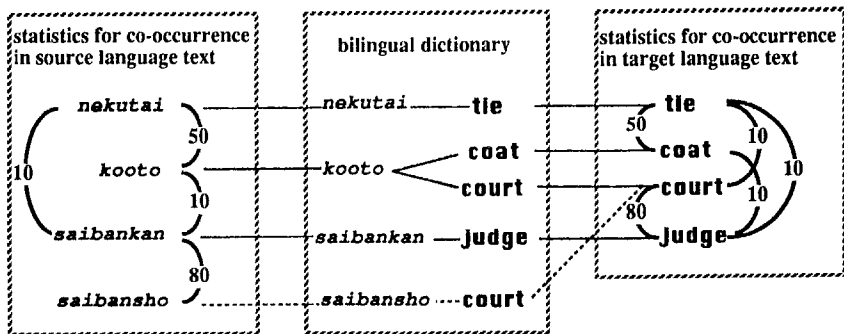 statistics for co-occurrence
in source language text
nekutai
50
kooto
10
10
saibankan
80
saibansho
bilingual dictionary
nekutai
tie
kooto
coat
court
saibankan
judge
saibansho
court
statistics for co-occurrence
in target language text
tie
50
10
coat
10
court
10
80
judge